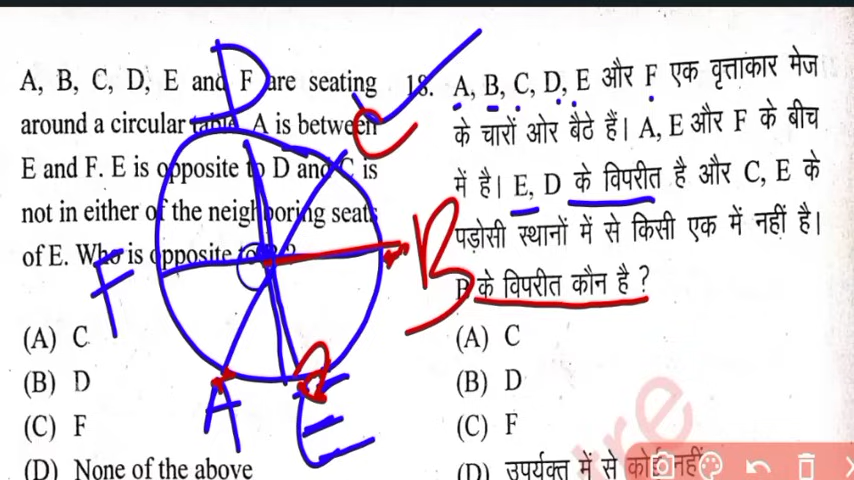 A, B, C, D, E and F are seating
around a circular table. A is between
E and F. E is opposite to D and C is
not in either of the neighboring seats
of E. Who is opposite to B?
(A) C
(B) D
(C) F
(D) None of the above
18. A, B, C, D, E और F एक वृत्ताकार मेज
के चारों ओर बैठे हैं। A, E और F के बीच
में है। E, D के विपरीत है और C, E के
पड़ोसी स्थानों में से किसी एक में नहीं है।
B के विपरीत कौन है ?
(A) C
(B) D
(C) F
(D) उपर्युक्त में से कोई नहीं
D
C
B
F
A
E